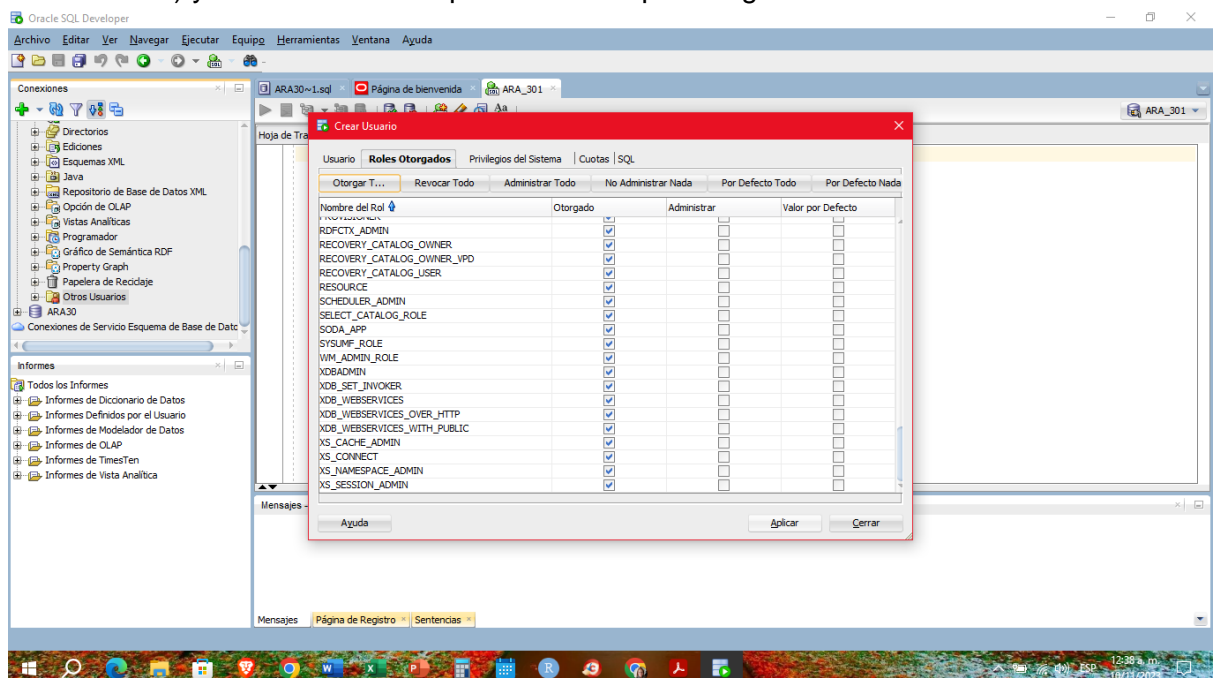 Oracle SQL Developer
Archivo Editar Ver Navegar Ejecutar Equipo Herramientas Ventana Ayuda
Conexiones
Directorios
Ediciones
Esquemas XML
Java
Repositorio de Base de Datos XML
Opción de OLAP
Vistas Analíticas
Programador
Gráfico de Semántica RDF
Property Graph
Papelera de Reciclaje
Otros Usuarios
ARA30
Conexiones de Servicio Esquema de Base de Datc
Informes
Todos los Informes
Informes de Diccionario de Datos
Informes Definidos por el Usuario
Informes de Modelador de Datos
Informes de OLAP
Informes de TimesTen
Informes de Vista Analítica
ARA30~1.sql Página de bienvenida ARA_301
ARA_301
Hoja de Tra
Crear Usuario
Usuario Roles Otorgados Privilegios del Sistema Cuotas SQL
Otorgar T... Revocar Todo Administrar Todo No Administrar Nada Por Defecto Todo Por Defecto Nada
Nombre del Rol Otorgado Administrar Valor por Defecto
PROVISIONER
RDFCTX_ADMIN
RECOVERY_CATALOG_OWNER
RECOVERY_CATALOG_OWNER_VPD
RECOVERY_CATALOG_USER
RESOURCE
SCHEDULER_ADMIN
SELECT_CATALOG_ROLE
SODA_APP
SYSUMF_ROLE
WM_ADMIN_ROLE
XDBADMIN
XDB_SET_INVOKER
XDB_WEBSERVICES
XDB_WEBSERVICES_OVER_HTTP
XDB_WEBSERVICES_WITH_PUBLIC
XS_CACHE_ADMIN
XS_CONNECT
XS_NAMESPACE_ADMIN
XS_SESSION_ADMIN
Ayuda Aplicar Cerrar
Mensajes -
Mensajes Página de Registro Sentencias
ESP 12:38 a. m.
18/11/2023